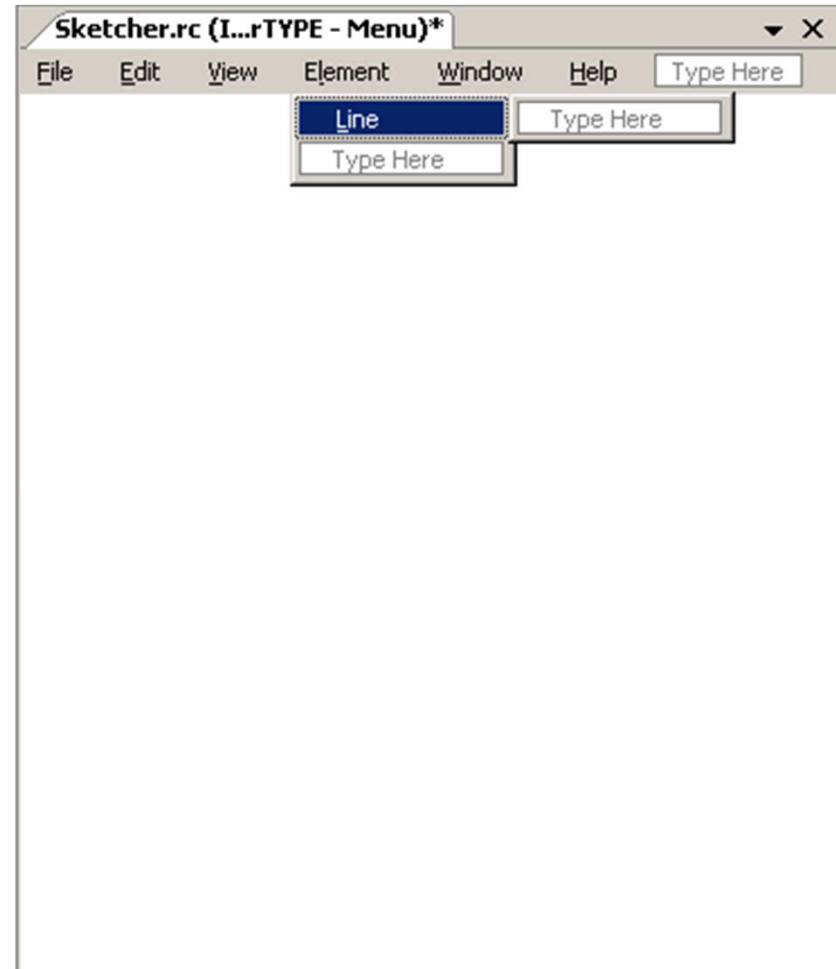 Sketcher.rc (I...rTYPE - Menu)*
File Edit View Element Window Help Type Here
Line Type Here
Type Here